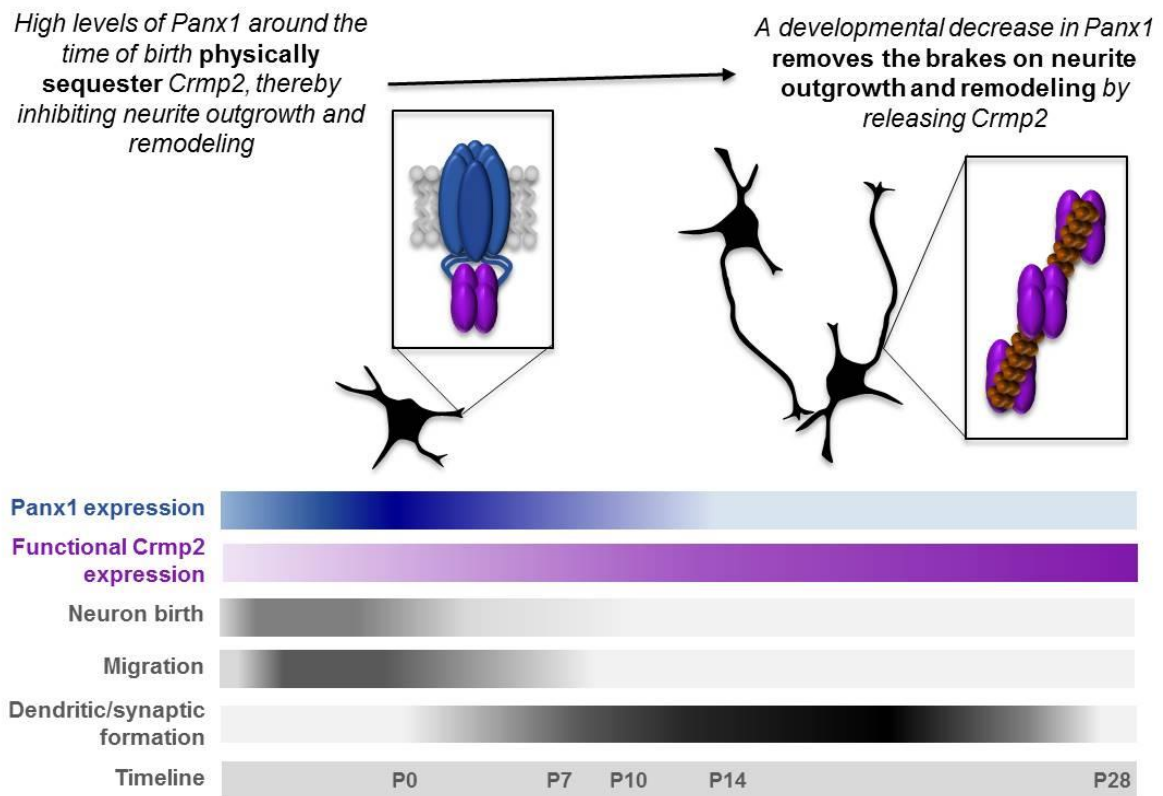 High levels of Panx1 around the
time of birth physically
sequester Crmp2, thereby
inhibiting neurite outgrowth and
remodeling
A developmental decrease in Panx1
removes the brakes on neurite
outgrowth and remodeling by
releasing Crmp2
Panx1 expression
Functional Crmp2
expression
Neuron birth
Migration
Dendritic/synaptic
formation
Timeline P0 P7 P10 P14 P28